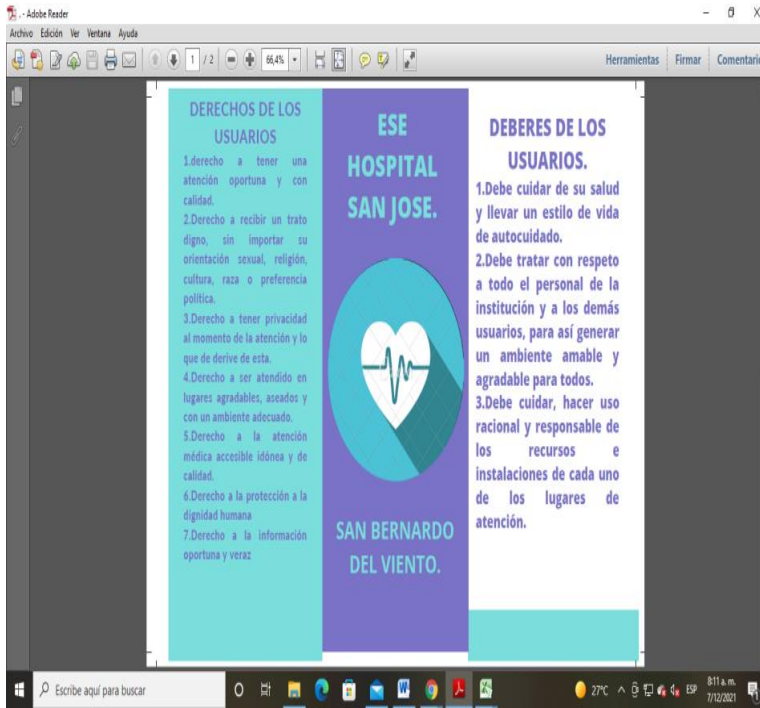 . - Adobe Reader
Archivo Edición Ver Ventana Ayuda
1 / 2 66,4% Herramientas Firmar Comentario
DERECHOS DE LOS
USUARIOS
1.derecho a tener una
atención oportuna y con
calidad.
2.Derecho a recibir un trato
digno, sin importar su
orientación sexual, religión,
cultura, raza o preferencia
política.
3.Derecho a tener privacidad
al momento de la atención y lo
que de derive de esta.
4.Derecho a ser atendido en
lugares agradables, aseados y
con un ambiente adecuado.
5.Derecho a la atención
médica accesible idónea y de
calidad.
6.Derecho a la protección a la
dignidad humana
7.Derecho a la información
oportuna y veraz
ESE
HOSPITAL
SAN JOSE.
SAN BERNARDO
DEL VIENTO.
DEBERES DE LOS
USUARIOS.
1.Debe cuidar de su salud
y llevar un estilo de vida
de autocuidado.
2.Debe tratar con respeto
a todo el personal de la
institución y a los demás
usuarios, para así generar
un ambiente amable y
agradable para todos.
3.Debe cuidar, hacer uso
racional y responsable de
los recursos e
instalaciones de cada uno
de los lugares de
atención.
Escribe aquí para buscar
27°C ESP
8:11 a. m.
7/12/2021